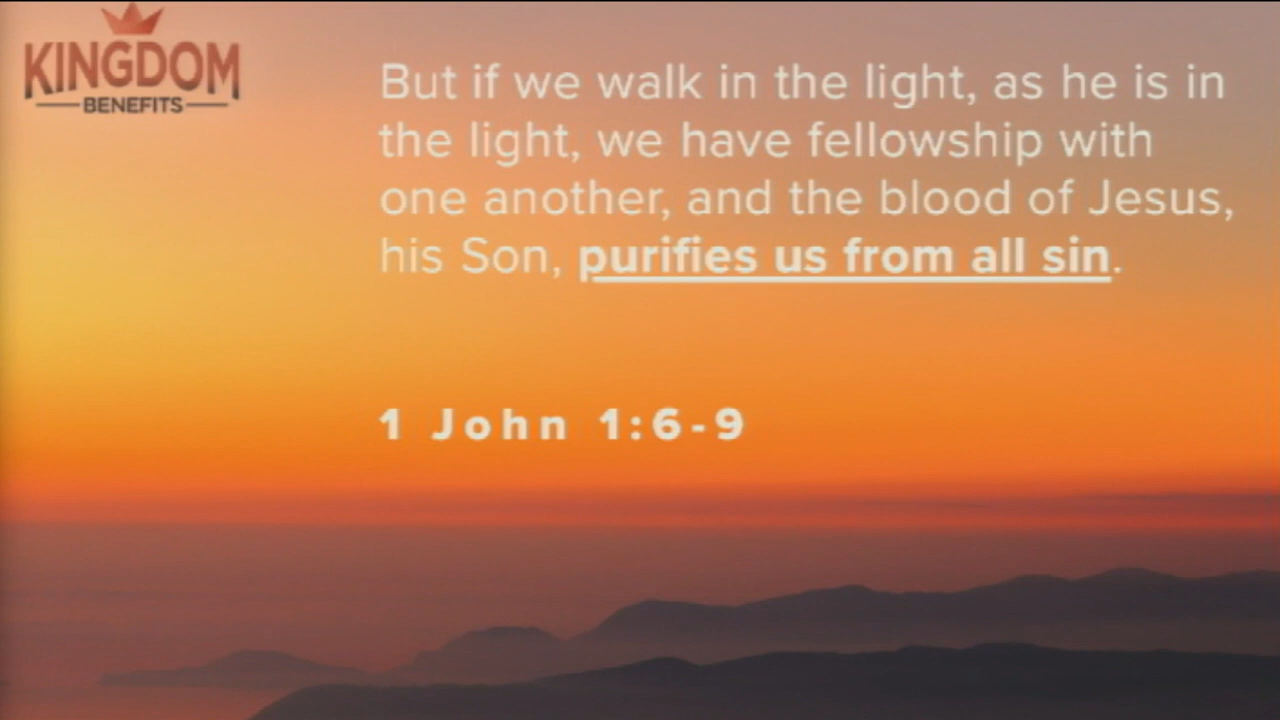 KINGDOM
BENEFITS
But if we walk in the light, as he is in
the light, we have fellowship with
one another, and the blood of Jesus,
his Son, purifies us from all sin.
1 John 1:6-9